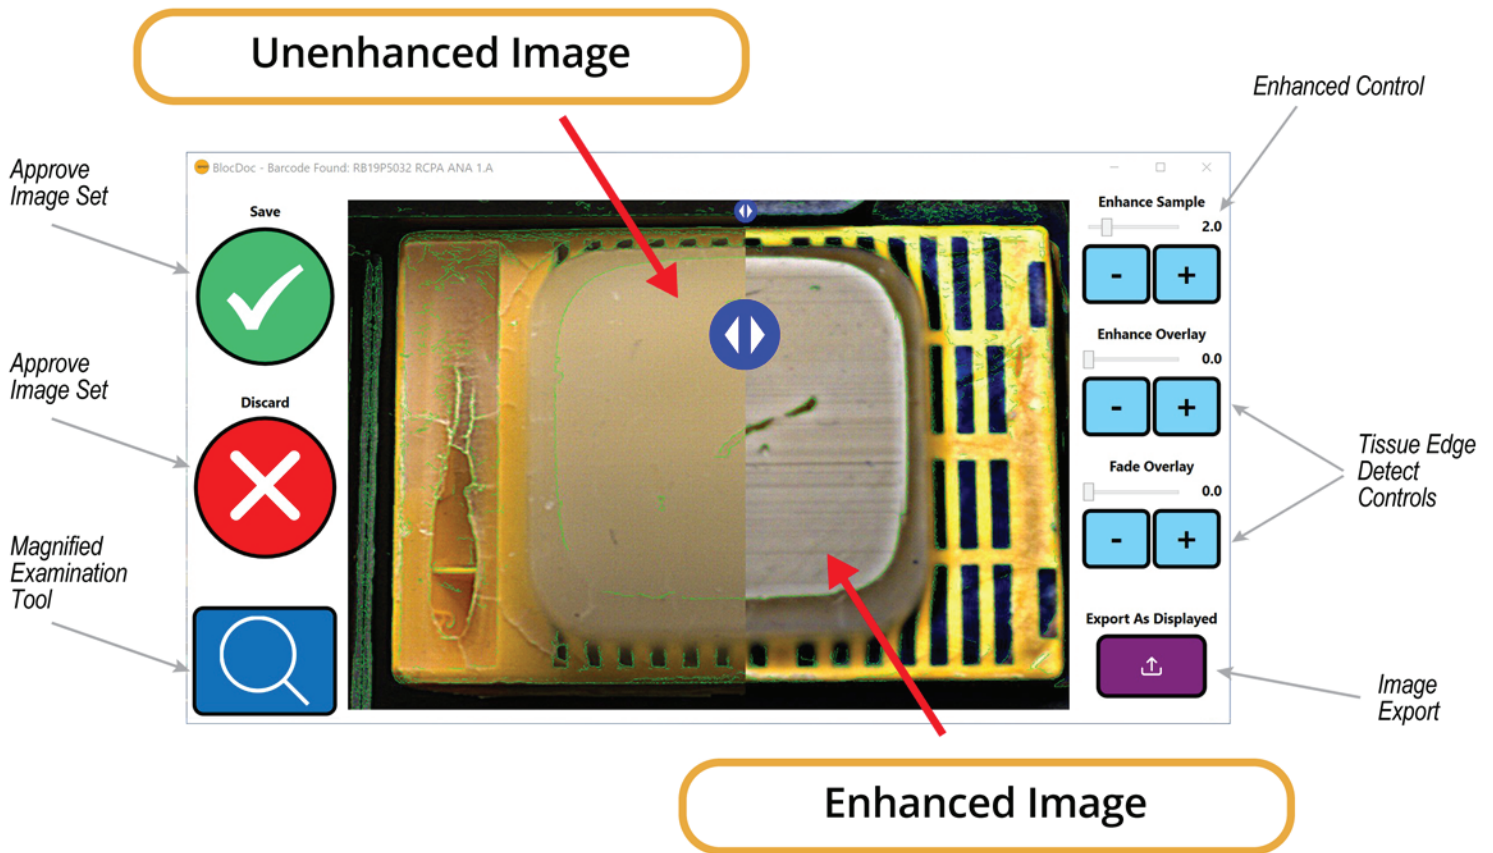 Unenhanced Image
Enhanced Control
Approve
Image Set
BlocDoc - Barcode Found: RB19P5032 RCPA ANA 1.A
Save
Enhance Sample
2.0
-
+
Approve
Image Set
Discard
Enhance Overlay
0.0
-
+
Tissue Edge
Detect
Controls
Fade Overlay
0.0
-
+
Magnified
Examination
Tool
Export As Displayed
Image
Export
Enhanced Image